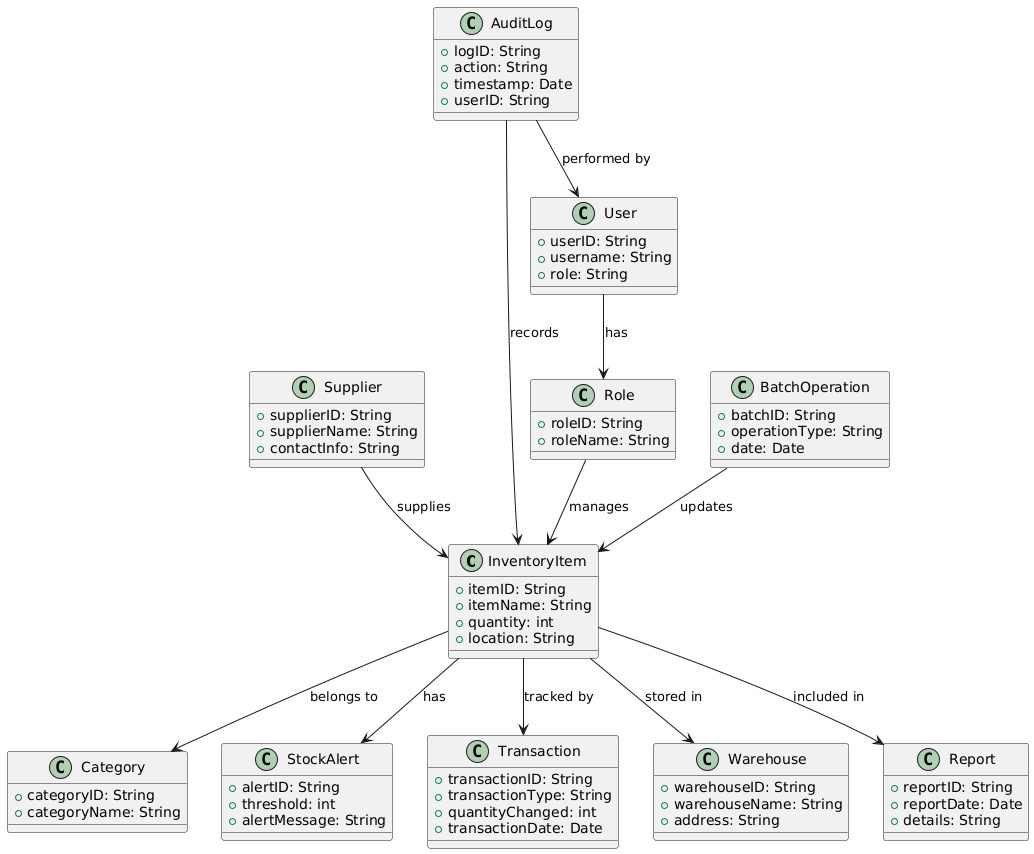 C AuditLog
logID: String
action: String
timestamp: Date
userID: String
performed by
C User
userID: String
username: String
role: String
records
has
C Supplier
supplierID: String
supplierName: String
contactInfo: String
C Role
roleID: String
roleName: String
C BatchOperation
batchID: String
operationType: String
date: Date
supplies
manages
updates
C InventoryItem
itemID: String
itemName: String
quantity: int
location: String
belongs to
has
tracked by
stored in
included in
C Category
categoryID: String
categoryName: String
C StockAlert
alertID: String
threshold: int
alertMessage: String
C Transaction
transactionID: String
transactionType: String
quantityChanged: int
transactionDate: Date
C Warehouse
warehouseID: String
warehouseName: String
address: String
C Report
reportID: String
reportDate: Date
details: String